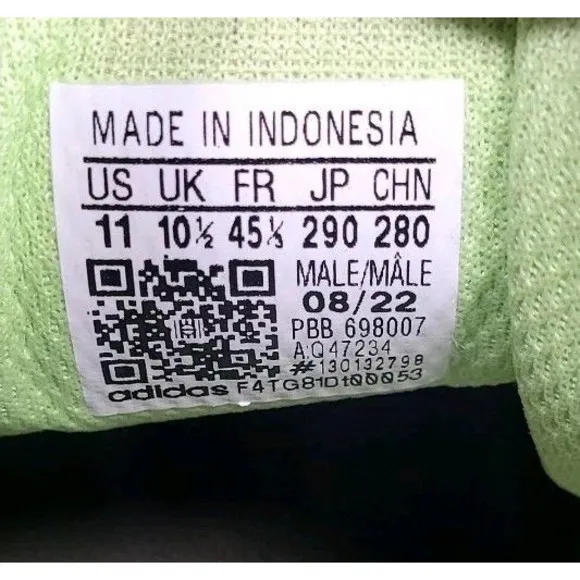 MADE IN INDONESIA
US UK FR JP CHN
11 10½ 45⅓ 290 280
MALE/MÂLE
08/22
PBB 698007
A:Q47234
#130132798
adidas F4TG81Dt00053